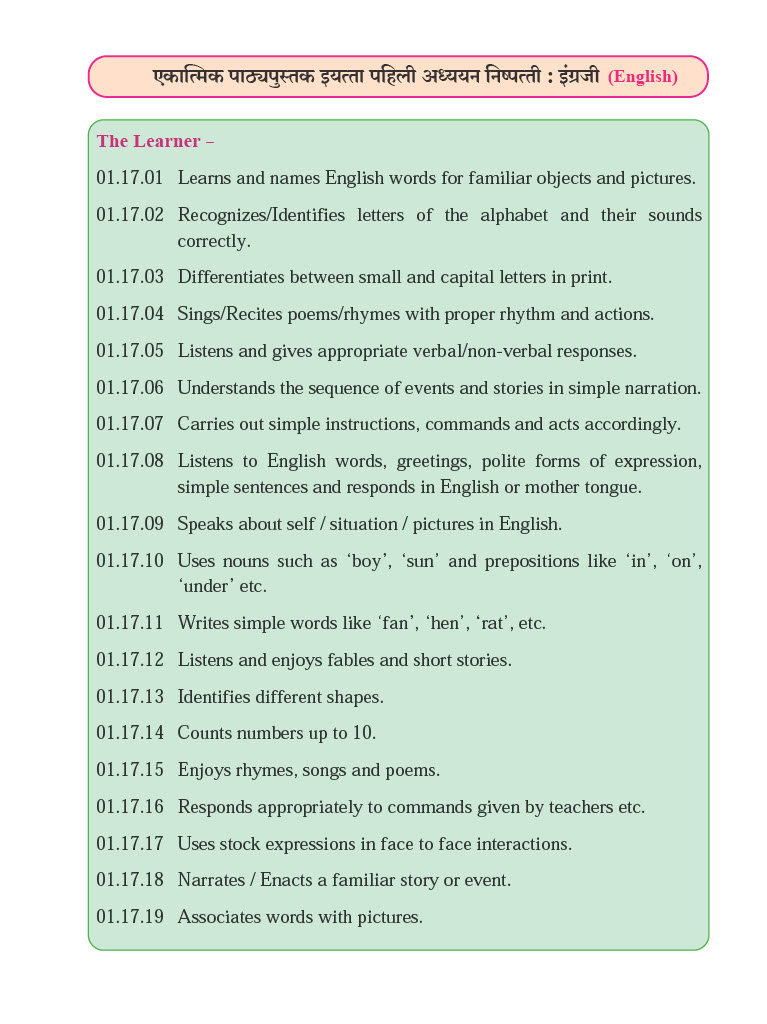 एकात्मिक पाठ्यपुस्तक इयत्ता पहिली अध्ययन निष्पत्ती : इंग्रजी (English)
The Learner –
01.17.01 Learns and names English words for familiar objects and pictures.
01.17.02 Recognizes/Identifies letters of the alphabet and their sounds
correctly.
01.17.03 Differentiates between small and capital letters in print.
01.17.04 Sings/Recites poems/rhymes with proper rhythm and actions.
01.17.05 Listens and gives appropriate verbal/non-verbal responses.
01.17.06 Understands the sequence of events and stories in simple narration.
01.17.07 Carries out simple instructions, commands and acts accordingly.
01.17.08 Listens to English words, greetings, polite forms of expression,
simple sentences and responds in English or mother tongue.
01.17.09 Speaks about self / situation / pictures in English.
01.17.10 Uses nouns such as ‘boy’, ‘sun’ and prepositions like ‘in’, ‘on’,
‘under’ etc.
01.17.11 Writes simple words like ‘fan’, ‘hen’, ‘rat’, etc.
01.17.12 Listens and enjoys fables and short stories.
01.17.13 Identifies different shapes.
01.17.14 Counts numbers up to 10.
01.17.15 Enjoys rhymes, songs and poems.
01.17.16 Responds appropriately to commands given by teachers etc.
01.17.17 Uses stock expressions in face to face interactions.
01.17.18 Narrates / Enacts a familiar story or event.
01.17.19 Associates words with pictures.